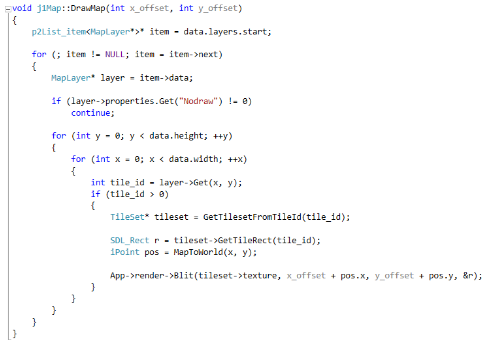 void j1Map::DrawMap(int x_offset, int y_offset)
{
p2List_item<MapLayer*>* item = data.layers.start;
for (; item != NULL; item = item->next)
{
MapLayer* layer = item->data;
if (layer->properties.Get("Nodraw") != 0)
continue;
for (int y = 0; y < data.height; ++y)
{
for (int x = 0; x < data.width; ++x)
{
int tile_id = layer->Get(x, y);
if (tile_id > 0)
{
TileSet* tileset = GetTilesetFromTileId(tile_id);
SDL_Rect r = tileset->GetTileRect(tile_id);
iPoint pos = MapToWorld(x, y);
App->render->Blit(tileset->texture, x_offset + pos.x, y_offset + pos.y, &r);
}
}
}
}
}